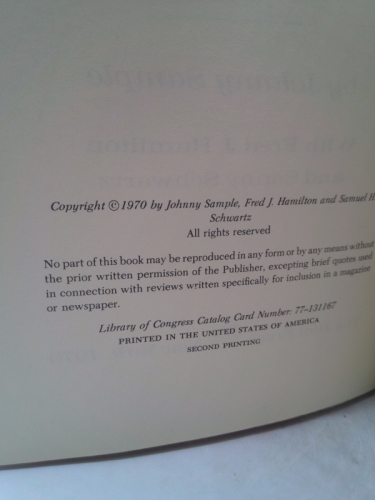 Copyright ©1970 by Johnny Sample, Fred J. Hamilton and Samuel H.
Schwartz
All rights reserved
No part of this book may be reproduced in any form or by any means without
the prior written permission of the Publisher, excepting brief quotes used
in connection with reviews written specifically for inclusion in a magazine
or newspaper.
Library of Congress Catalog Card Number: 77-131167
PRINTED IN THE UNITED STATES OF AMERICA
SECOND PRINTING